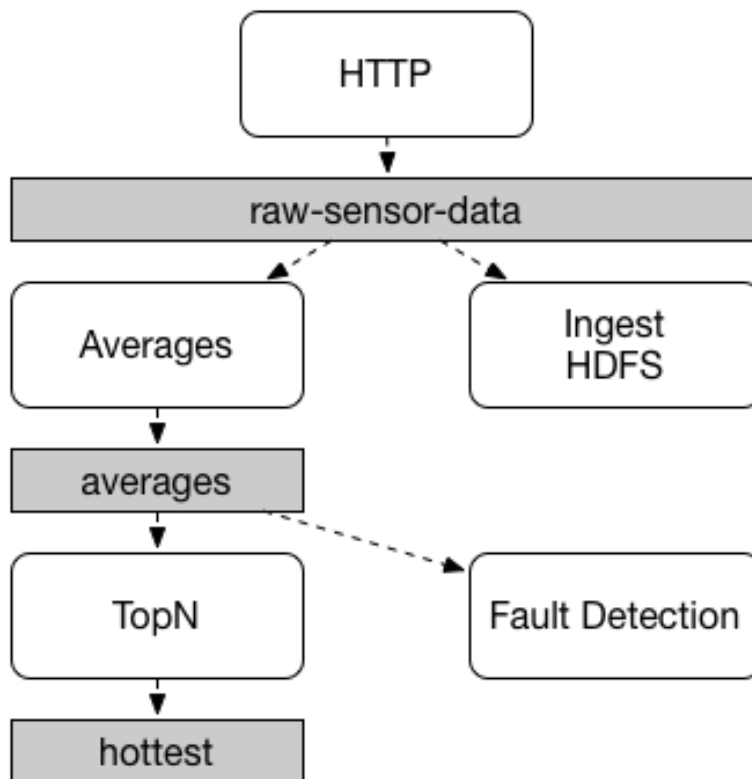 HTTP
raw-sensor-data
Averages
Ingest
HDFS
averages
TopN
Fault Detection
hottest